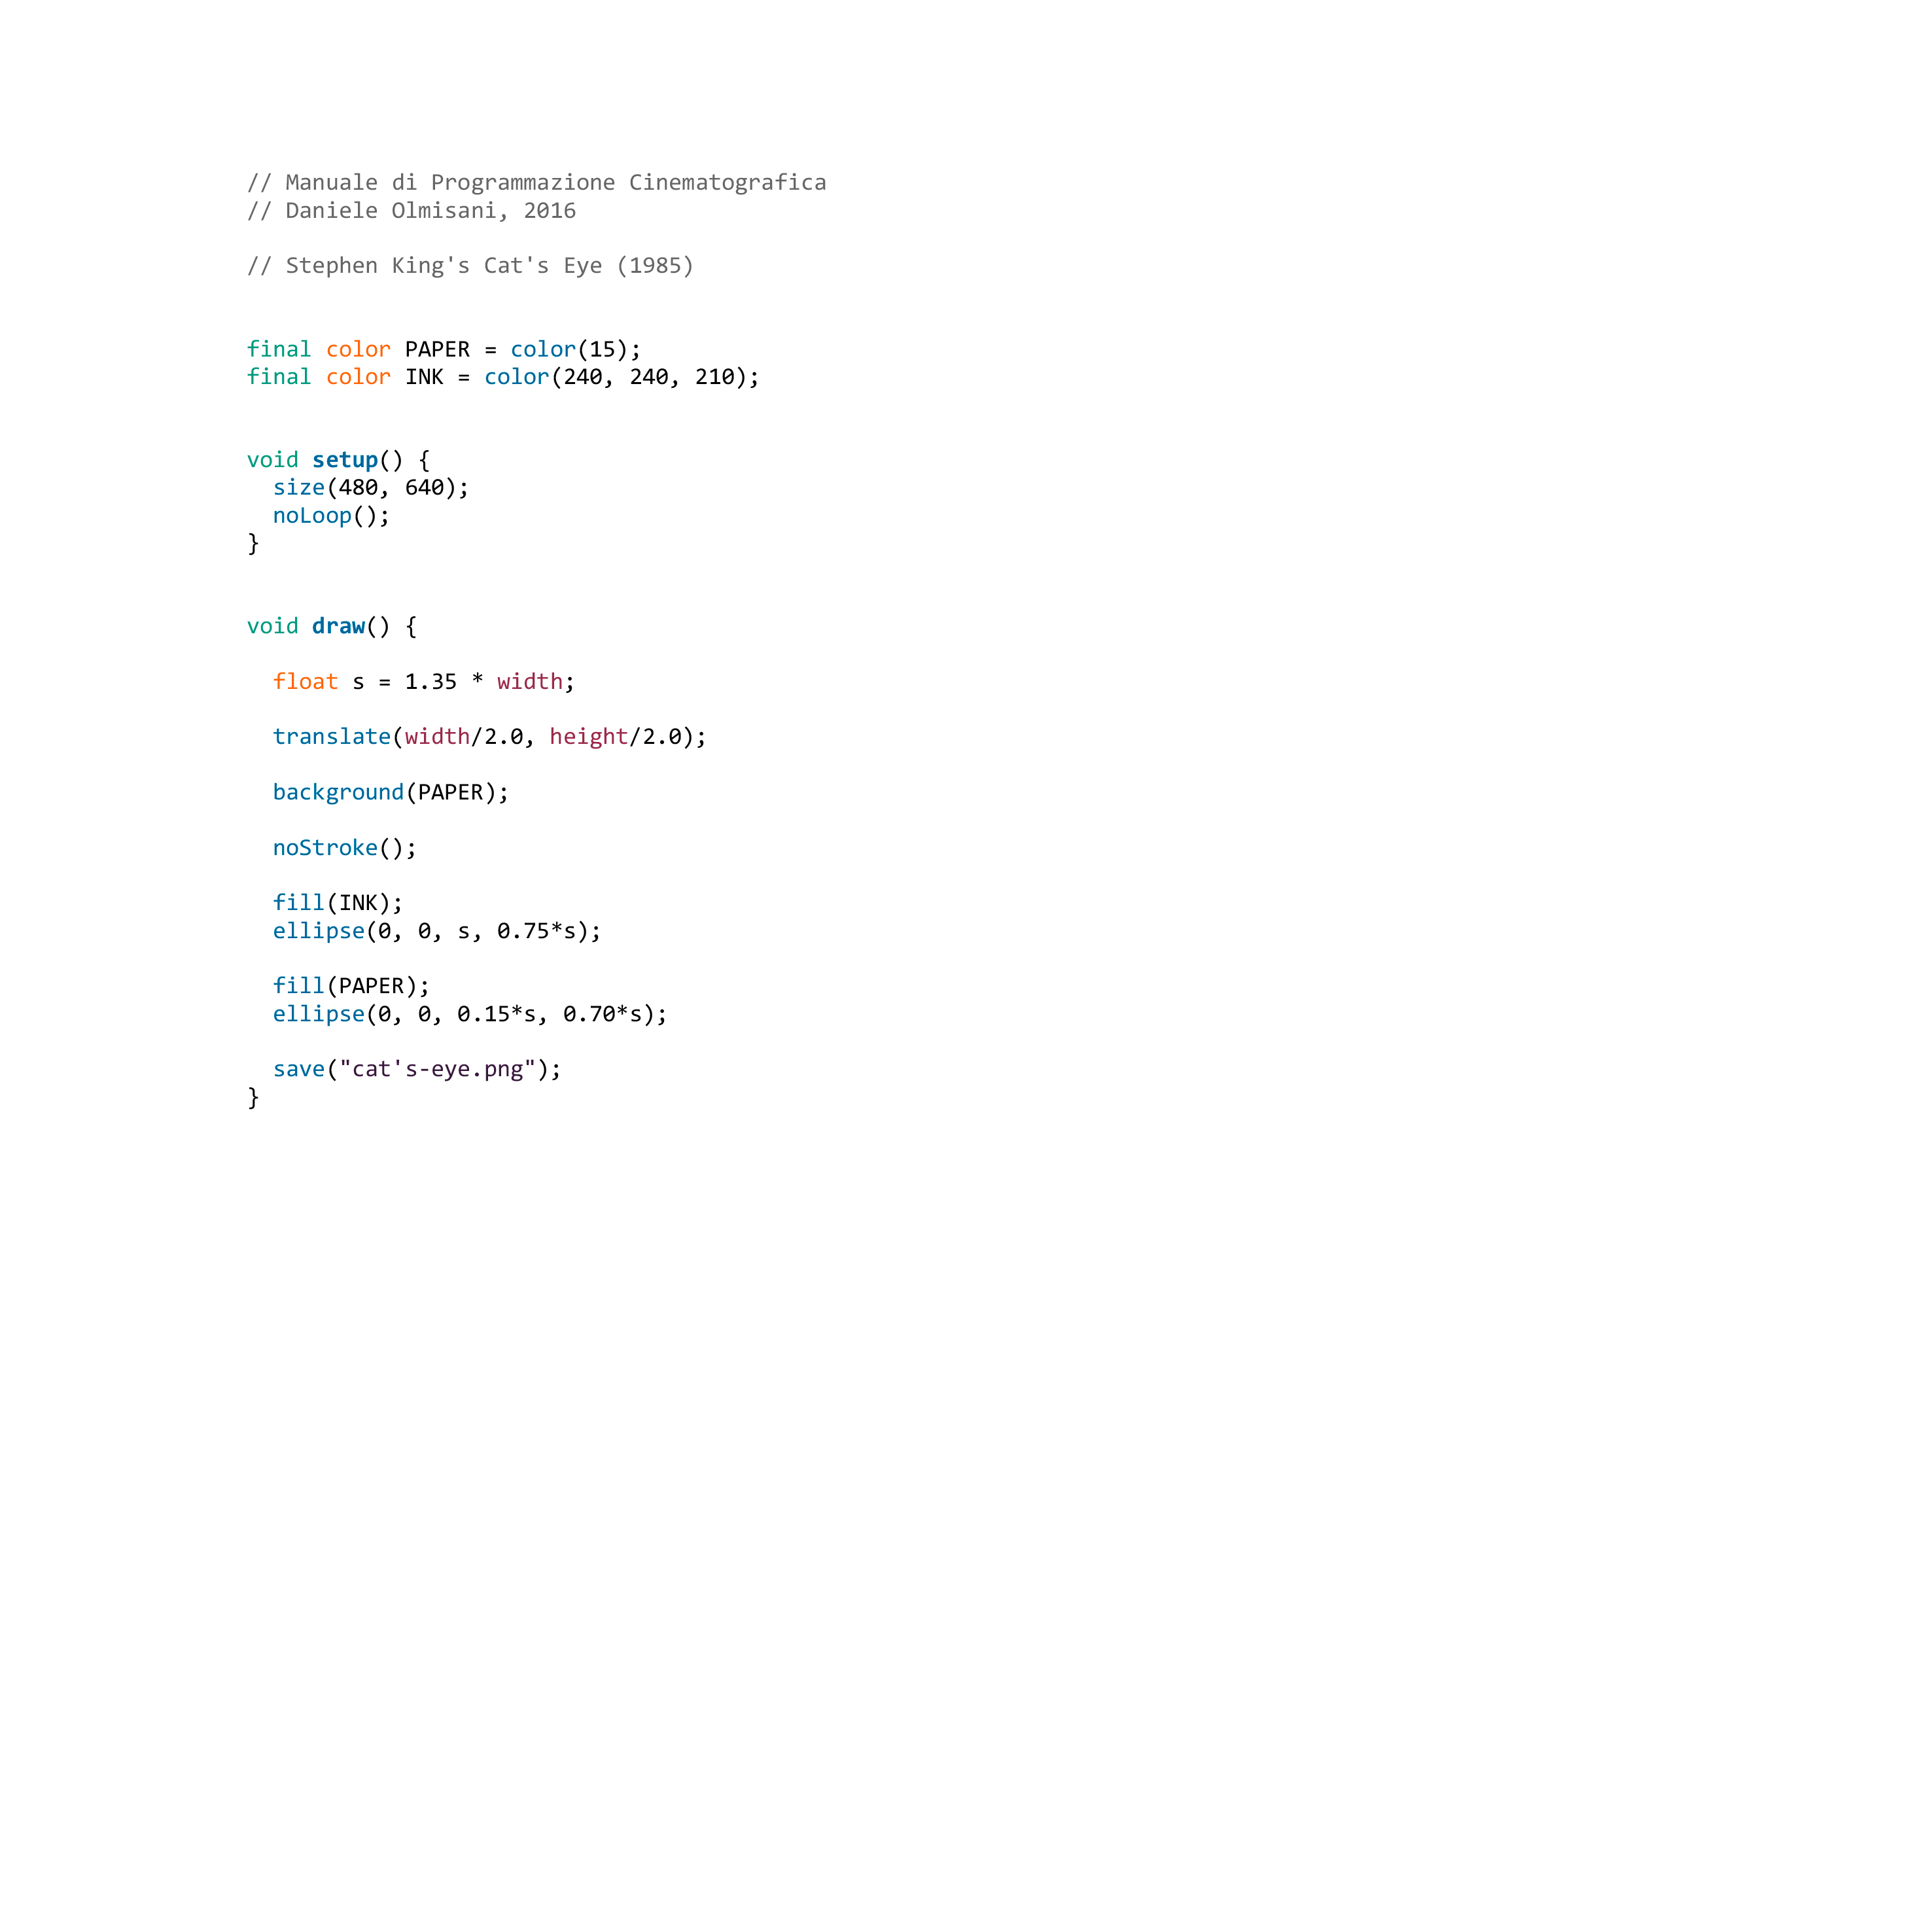 // Manuale di Programmazione Cinematografica
// Daniele Olmisani, 2016

// Stephen King's Cat's Eye (1985)


final color PAPER = color(15);
final color INK = color(240, 240, 210);


void setup() {
  size(480, 640);
  noLoop();
}


void draw() {

  float s = 1.35 * width;

  translate(width/2.0, height/2.0);

  background(PAPER);

  noStroke();

  fill(INK);
  ellipse(0, 0, s, 0.75*s);

  fill(PAPER);
  ellipse(0, 0, 0.15*s, 0.70*s);

  save("cat's-eye.png");
}